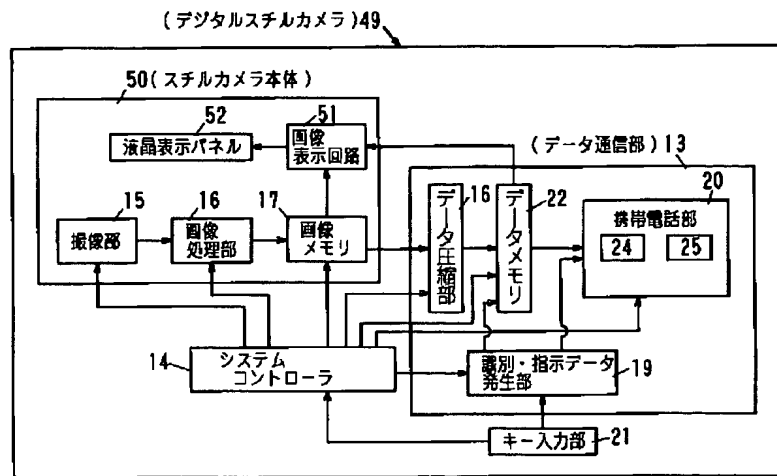 (デジタルスチルカメラ)49
50(スチルカメラ本体)
52
51
液晶表示パネル
画像
表示回路
(データ通信部)13
15
16
17
16
22
20
撮像部
画像
処理部
画像
メモリ
データ圧縮部
データメモリ
携帯電話部
24
25
14
システム
コントローラ
識別・指示データ
発生部
19
キー入力部
21